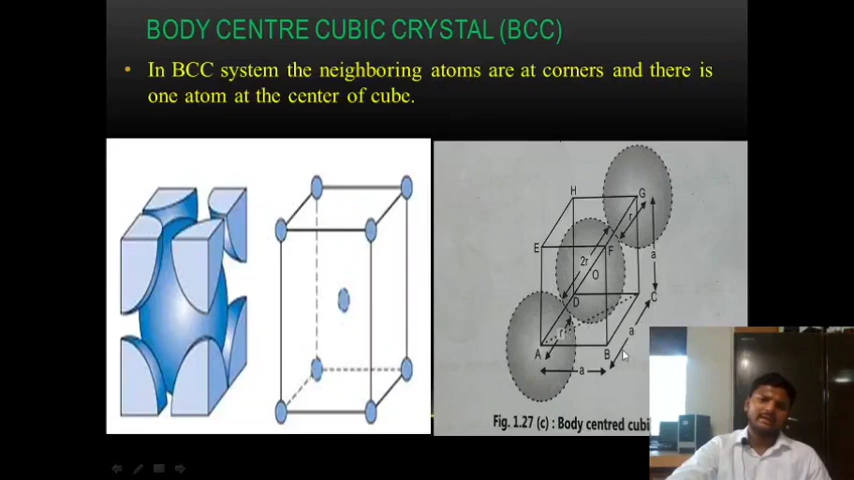 BODY CENTRE CUBIC CRYSTAL (BCC)
• In BCC system the neighboring atoms are at corners and there is
one atom at the center of cube.
H
G
r
E
F
2r
O
a
D
C
r
a
A
B
a
Fig. 1.27 (c) : Body centred cubi